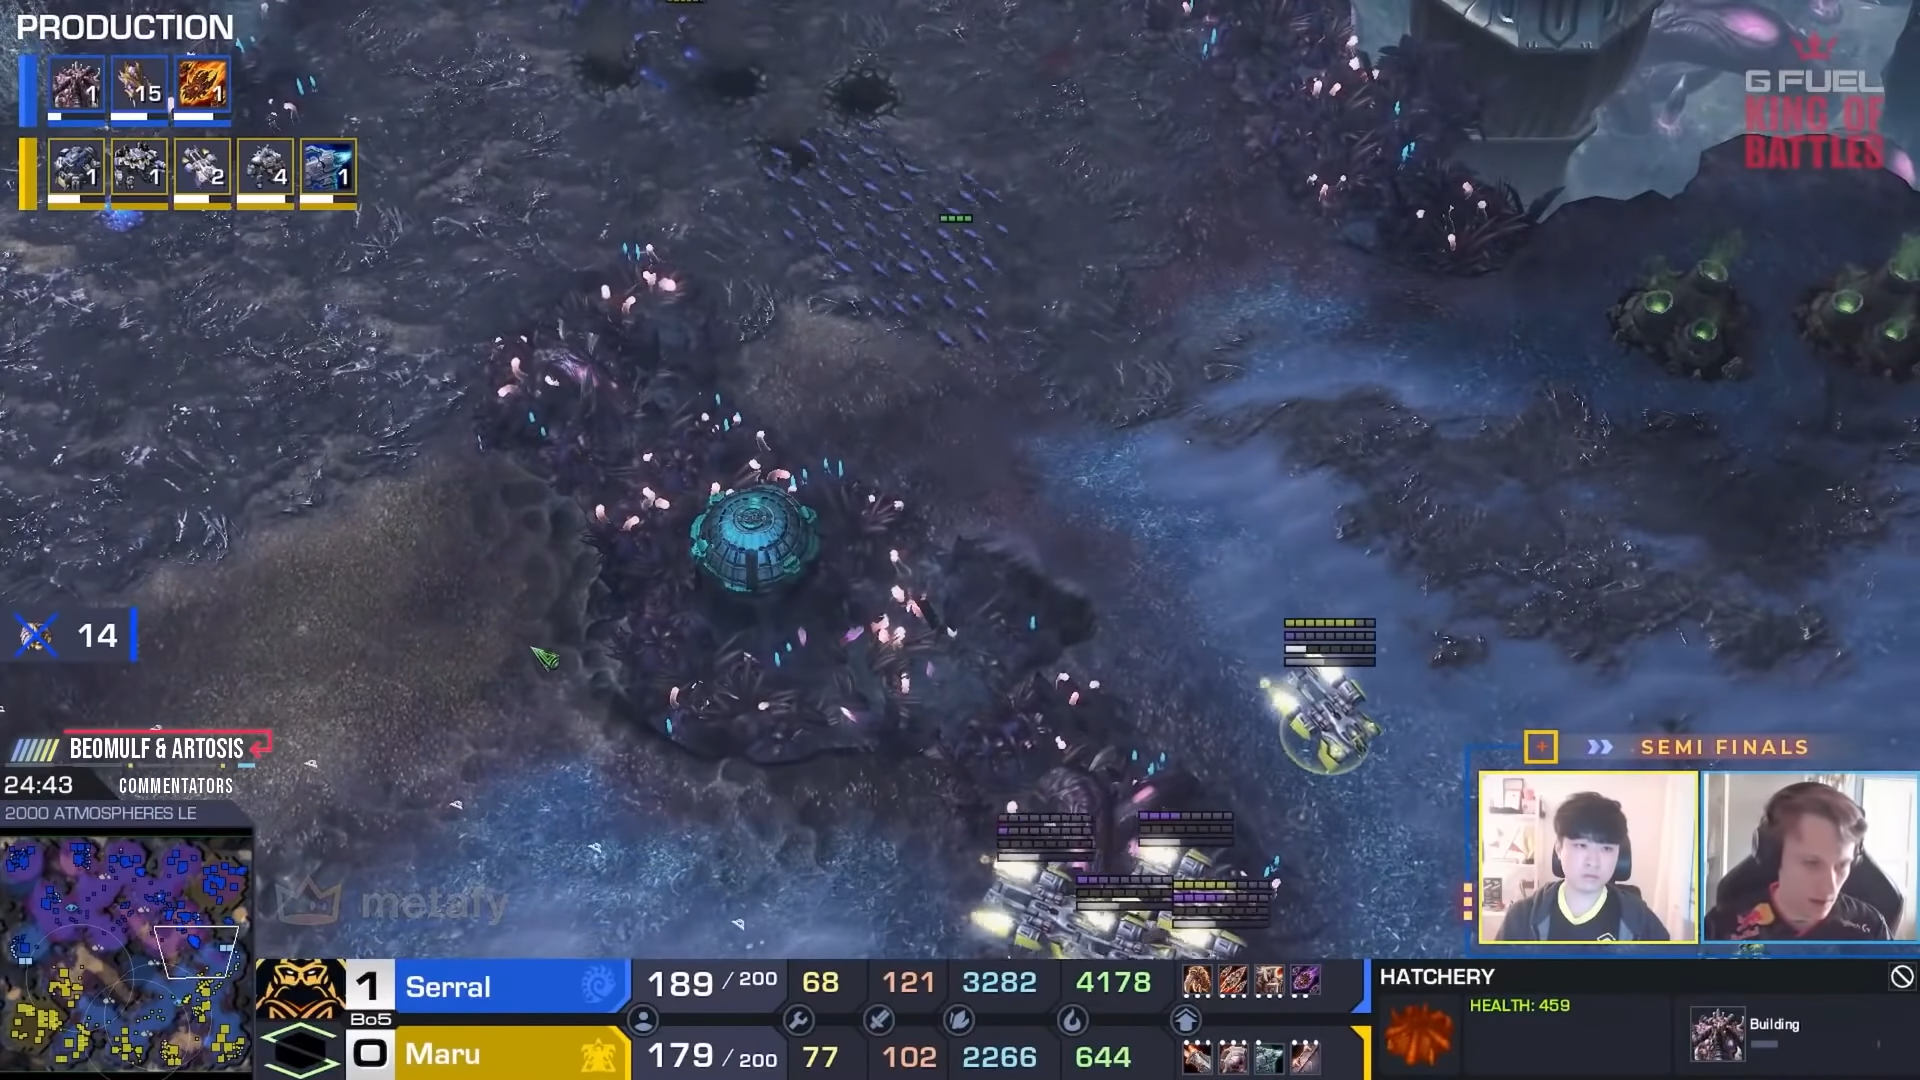 PRODUCTION
1 15 1
1 1 2 4 1
G FUEL
KING OF
BATTLES
14
BEOMULF & ARTOSIS
COMMENTATORS
24:43
2000 ATMOSPHERES LE
metafy
SEMI FINALS
1 Serral 189 / 200 68 121 3282 4178
Bo5
0 Maru 179 / 200 77 102 2266 644
HATCHERY
HEALTH: 459
Building